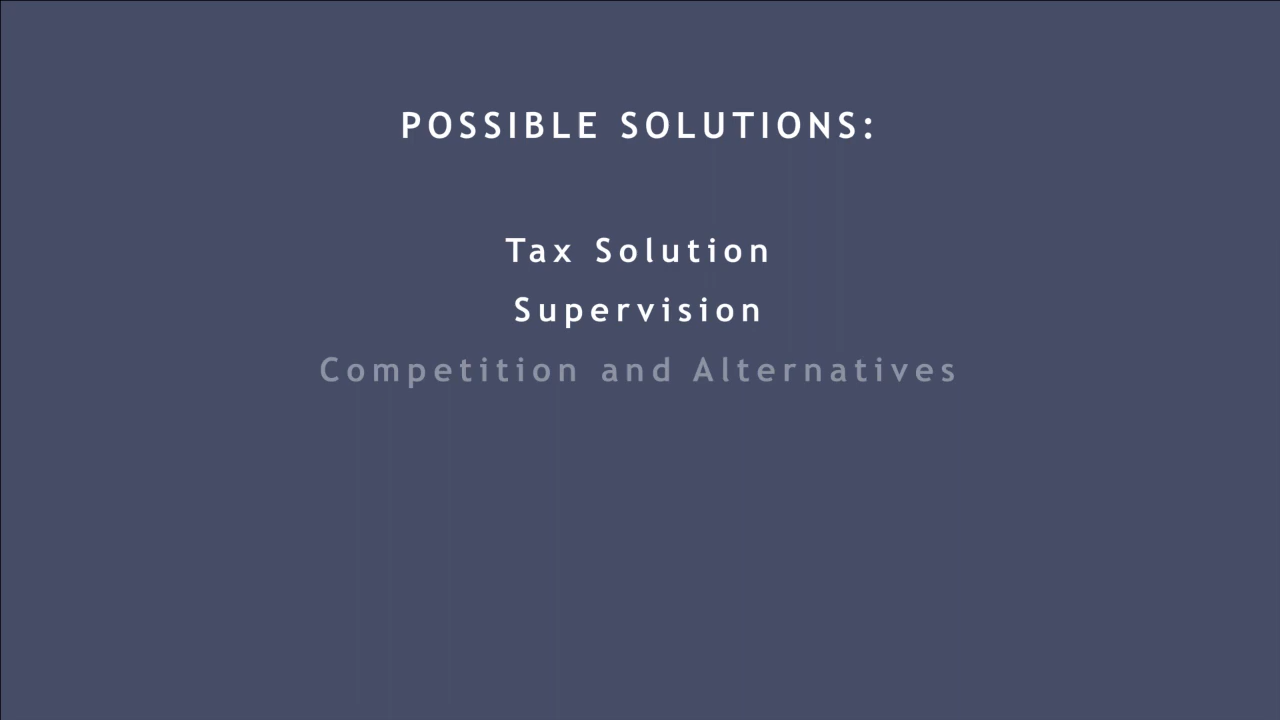 POSSIBLE SOLUTIONS:
Tax Solution
Supervision
Competition and Alternatives